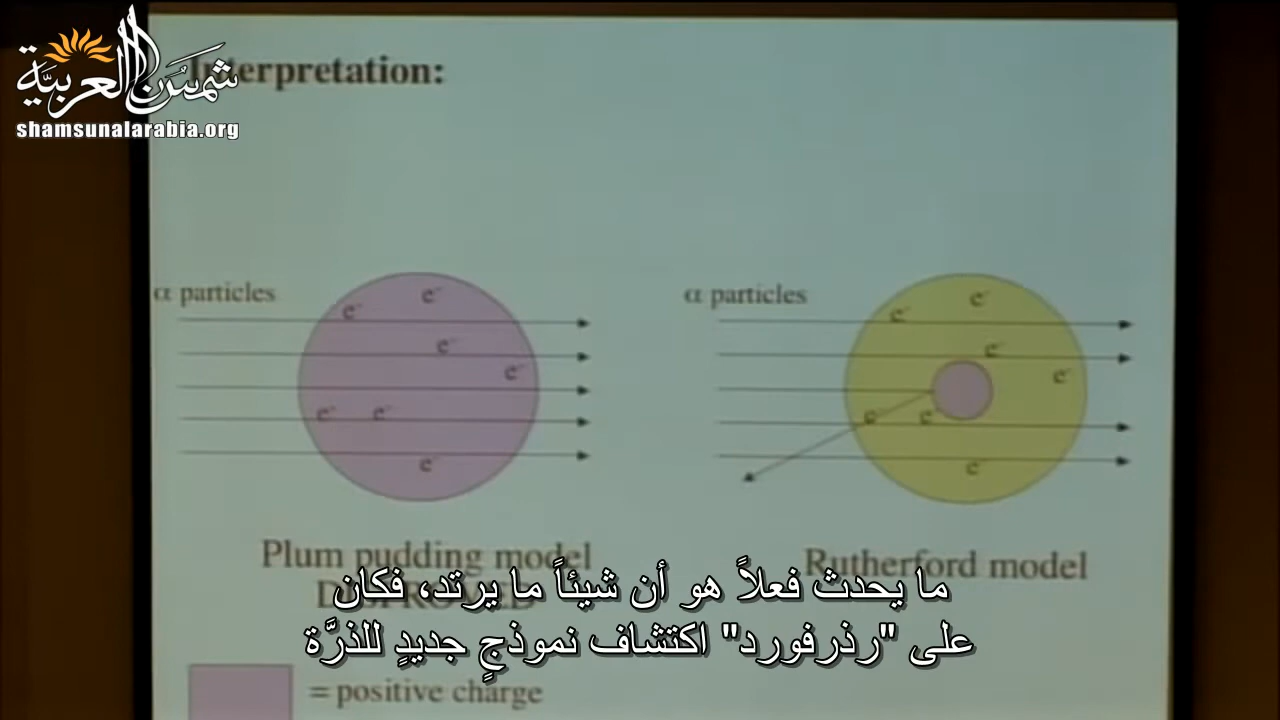 شمس العربية
shamsunalarabia.org
Interpretation:
α particles
e⁻
e⁻
e⁻
e⁻
e⁻
e⁻
e⁻
Plum pudding model
DISPROVED
α particles
e⁻
e⁻
e⁻
e⁻
e⁻
e⁻
e⁻
Rutherford model
= positive charge
ما يحدث فعلاً هو أن شيئاً ما يرتد، فكان
على "رذرفورد" اكتشاف نموذجٍ جديدٍ للذرَّة